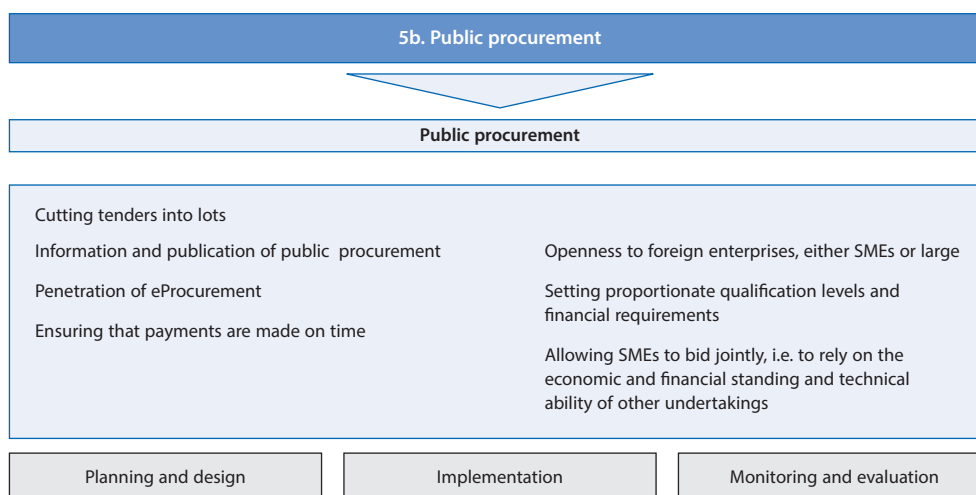 5b. Public procurement
Public procurement
Cutting tenders into lots
Information and publication of public procurement
Penetration of eProcurement
Ensuring that payments are made on time
Openness to foreign enterprises, either SMEs or large
Setting proportionate qualification levels and
financial requirements
Allowing SMEs to bid jointly, i.e. to rely on the
economic and financial standing and technical
ability of other undertakings
Planning and design
Implementation
Monitoring and evaluation